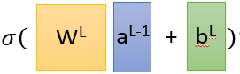 σ( W^L a^{L-1} + b^L )